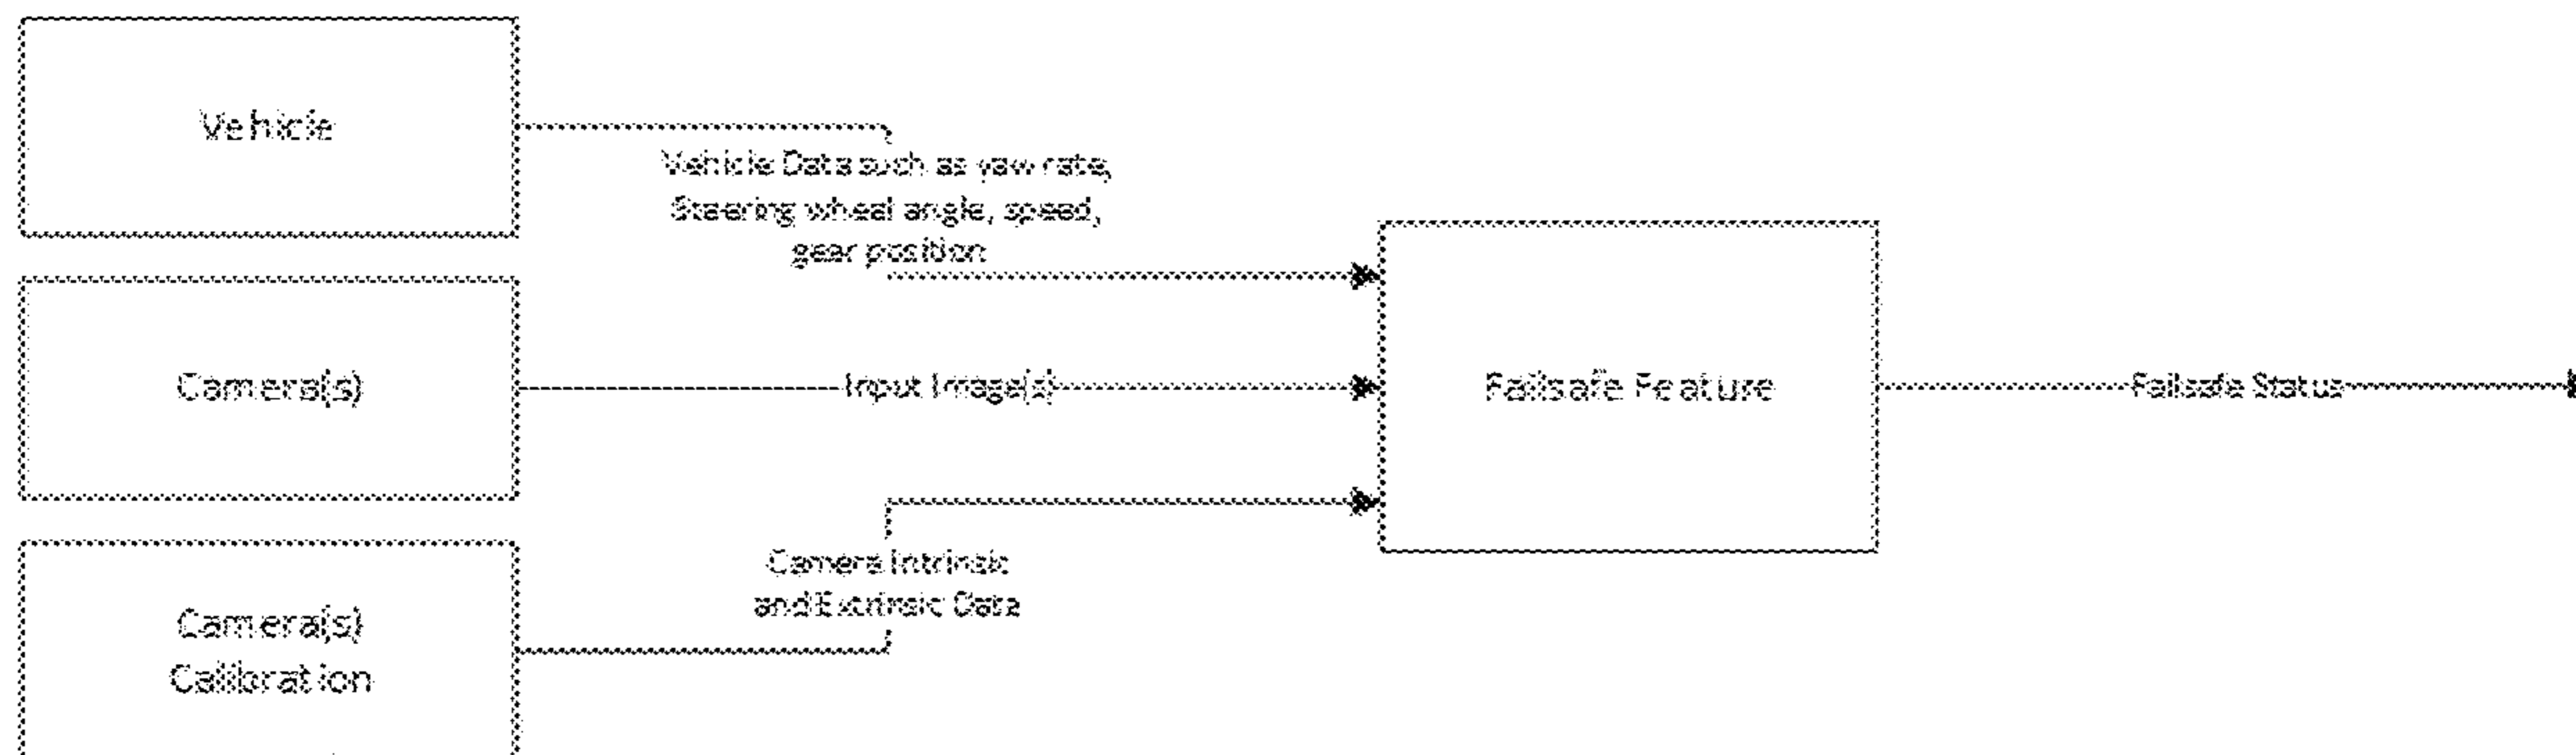 Vehicle
Vehicle Data such as yaw rate,
Steering wheel angle, speed,
gear position
Camera(s)
Input Image(s)
Failsafe Feature
Failsafe Status
Camera Intrinsic
and Extrinsic Data
Camera(s)
Calibration